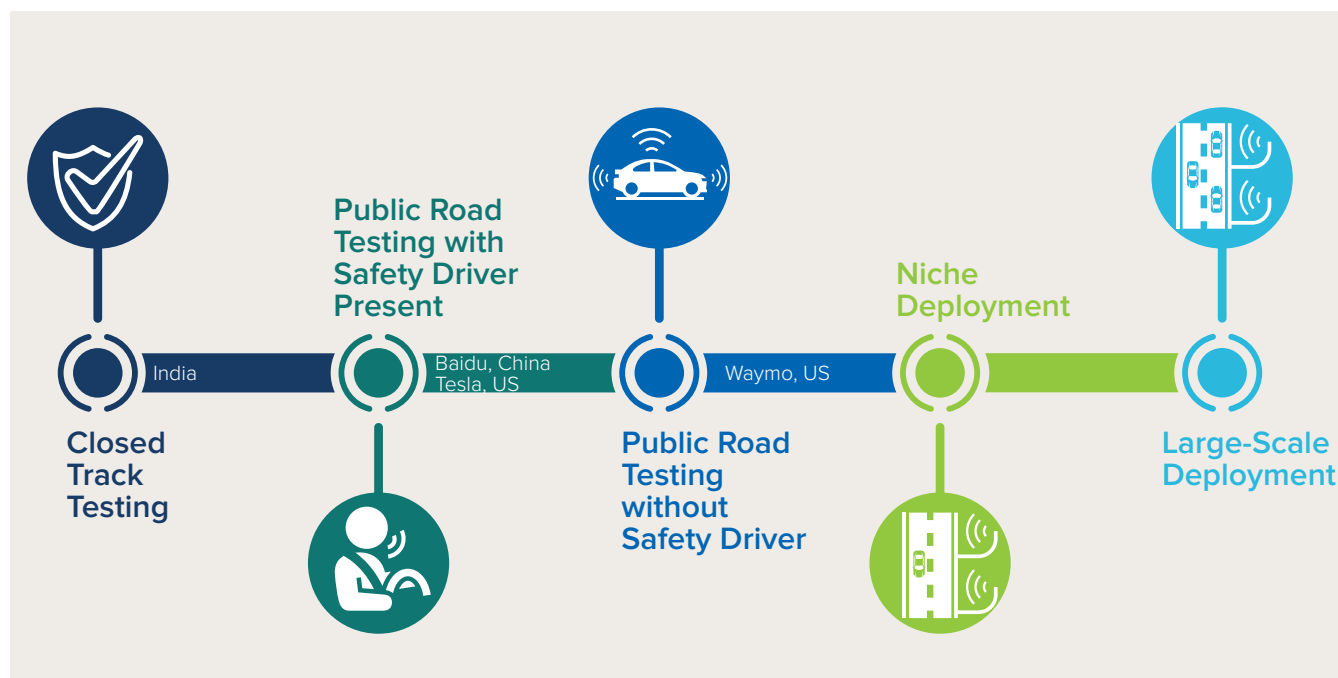 Closed
Track
Testing
India
Public Road
Testing with
Safety Driver
Present
Baidu, China
Tesla, US
Public Road
Testing
without
Safety Driver
Waymo, US
Niche
Deployment
Large-Scale
Deployment